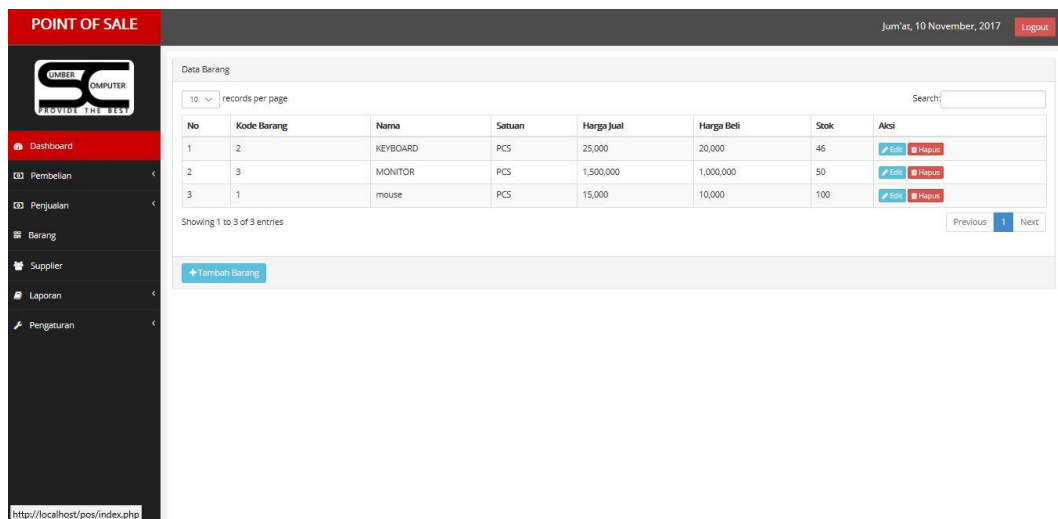 POINT OF SALE
Jum'at, 10 November, 2017 Logout
UMBER
OMPUTER
PROVIDE THE BEST
Dashboard
Pembelian
Penjualan
Barang
Supplier
Laporan
Pengaturan
Data Barang
10 records per page Search:
No Kode Barang Nama Satuan Harga Jual Harga Beli Stok Aksi
1 2 KEYBOARD PCS 25,000 20,000 46 Edit Hapus
2 3 MONITOR PCS 1,500,000 1,000,000 50 Edit Hapus
3 1 mouse PCS 15,000 10,000 100 Edit Hapus
Showing 1 to 3 of 3 entries Previous 1 Next
Tambah Barang
http://localhost/pos/index.php